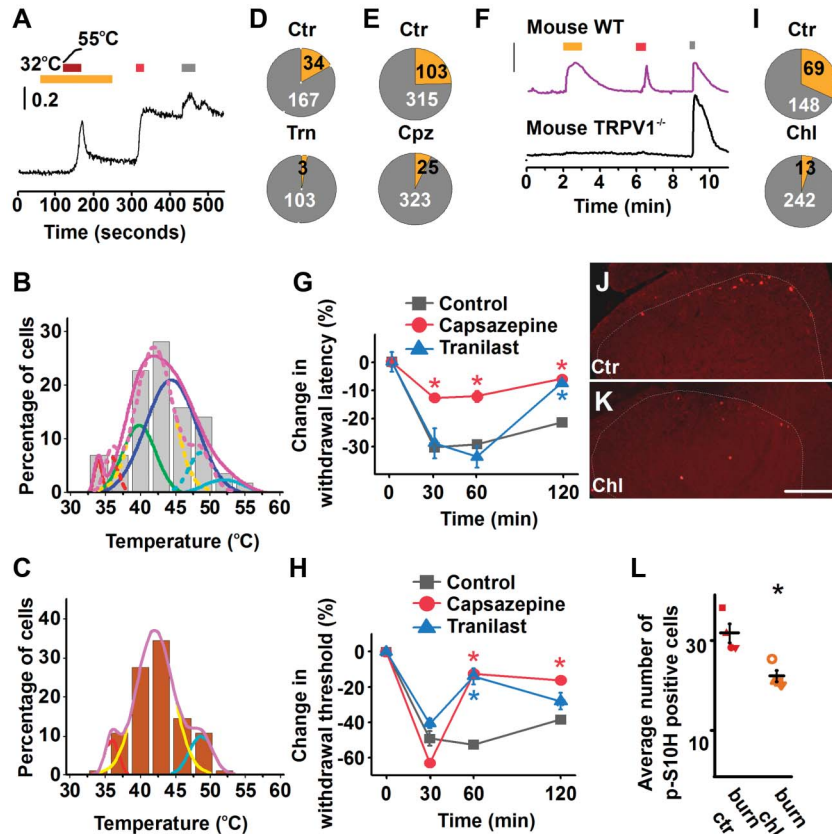 A
55°C
32°C
0.2
0 100 200 300 400 500
Time (seconds)
D
Ctr
34
167
Trn
3
103
E
Ctr
103
315
Cpz
25
323
F
Mouse WT
Mouse TRPV1-/-
0 2 4 6 8 10
Time (min)
I
Ctr
69
148
Chl
13
242
B
Percentage of cells
30
20
10
0
30 35 40 45 50 55 60
Temperature (°C)
G
Control
Capsazepine
Tranilast
Change in
withdrawal latency (%)
0
-10
-20
-30
* * *
*
0 30 60 120
Time (min)
J
Ctr
K
Chl
C
Percentage of cells
40
30
20
10
0
30 35 40 45 50 55 60
Temperature (°C)
H
Control
Capsazepine
Tranilast
Change in
withdrawal threshold (%)
0
-20
-40
-60
* *
*
0 30 60 120
Time (min)
L
*
Average number of
p-S10H positive cells
30
10
burn
ctr
burn
chl